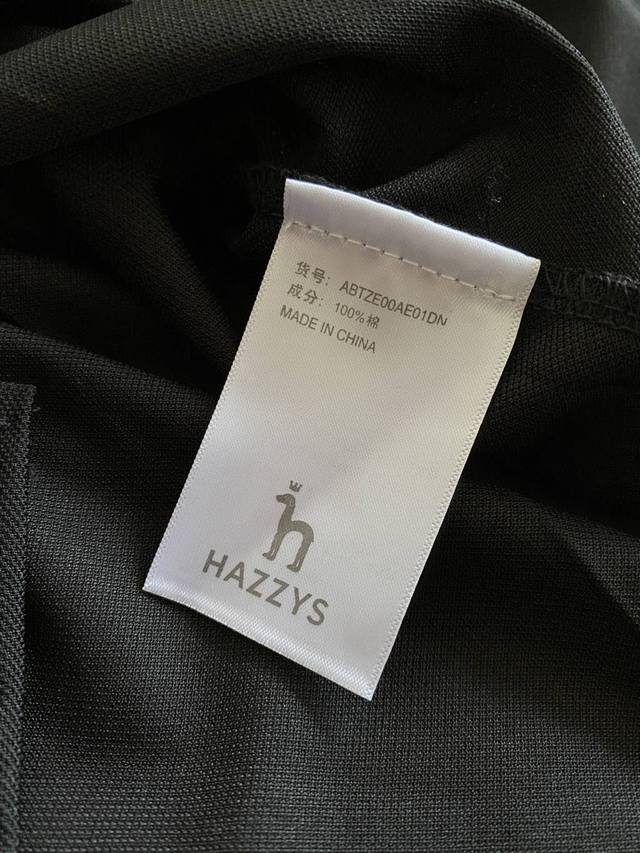 货号：ABTZE00AE01DN
成分：100%棉
MADE IN CHINA
HAZZYS